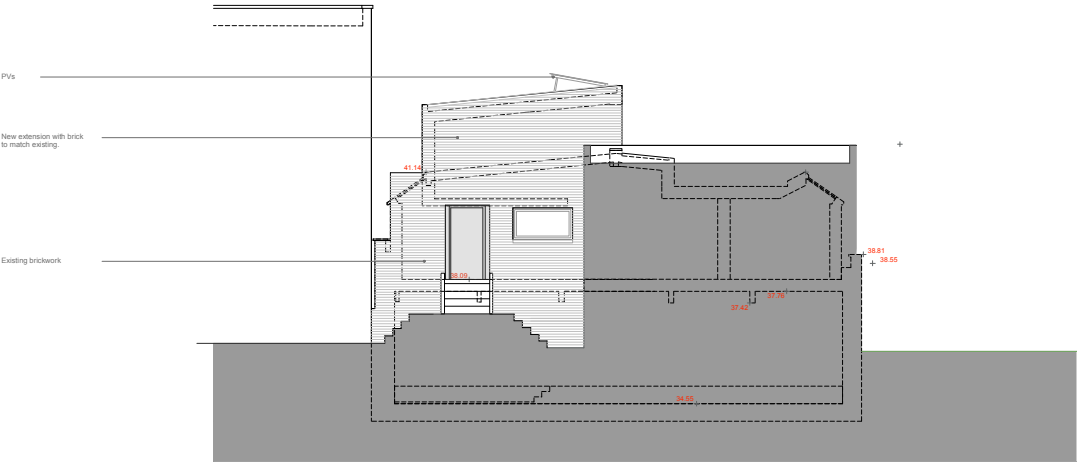 PVs
New extension with brick
to match existing.
41.14
Existing brickwork
38.81
38.55
38.09
37.76
37.42
34.55